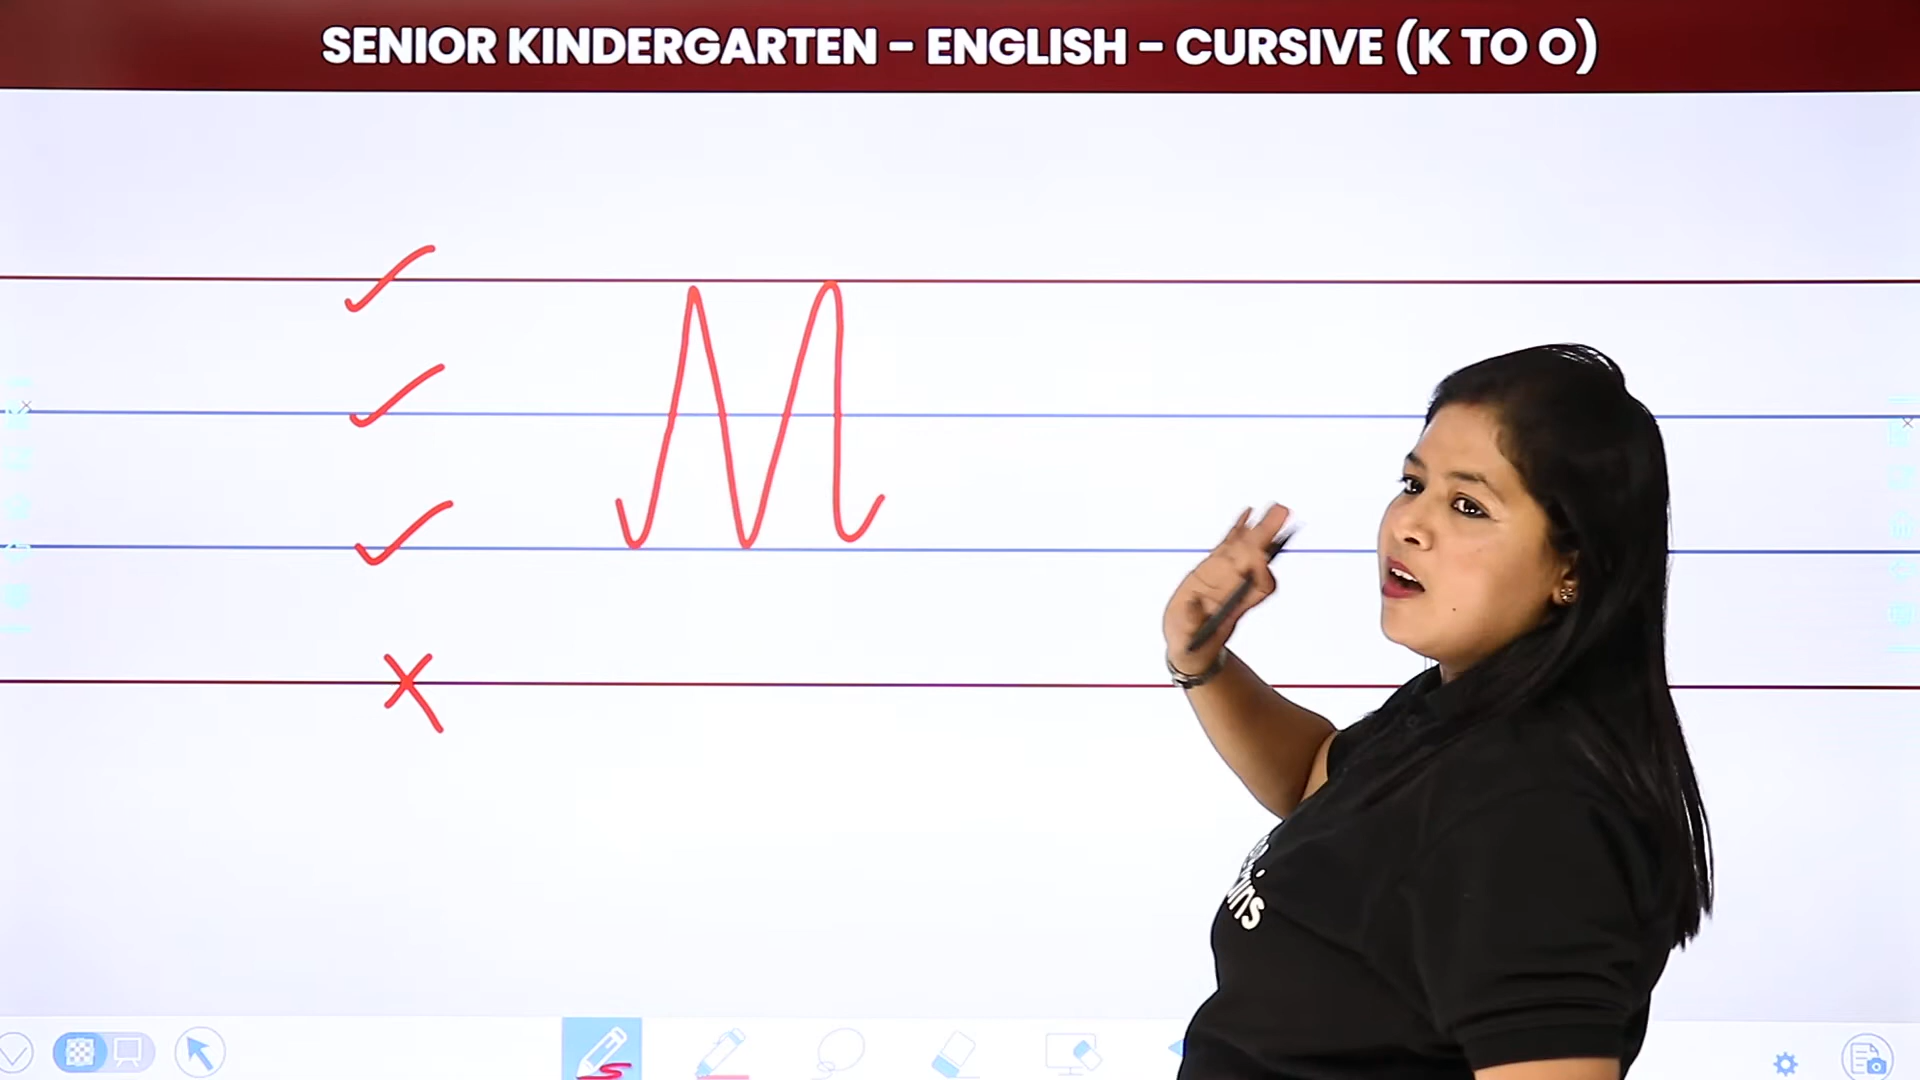 SENIOR KINDERGARTEN – ENGLISH – CURSIVE (K TO O)
M